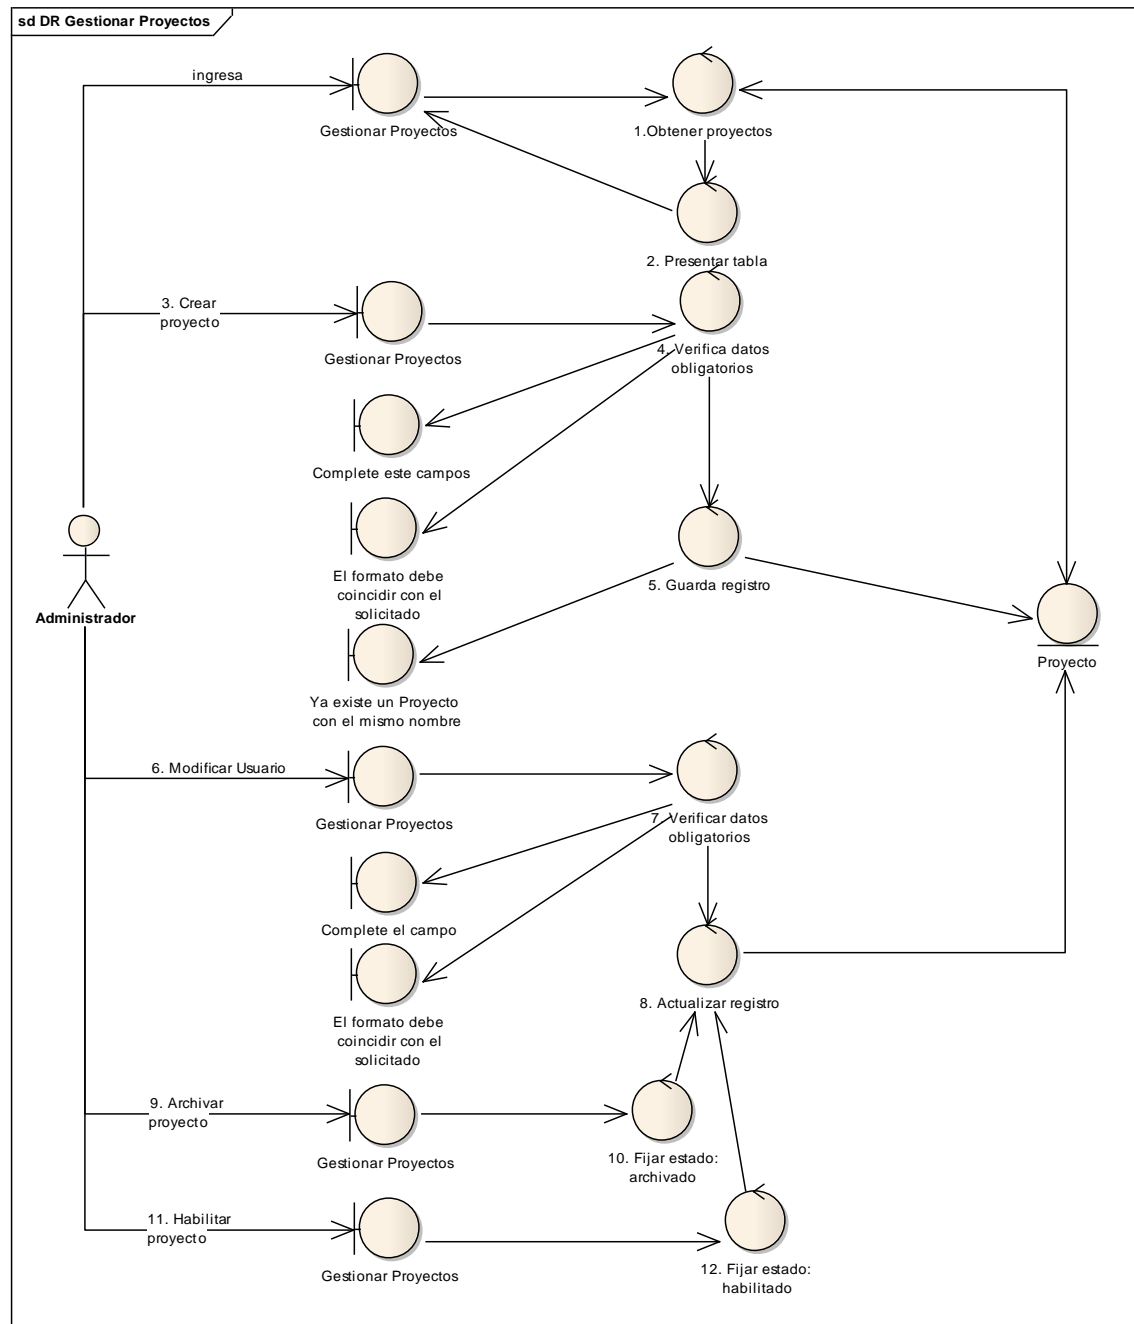 sd DR Gestionar Proyectos
ingresa
Gestionar Proyectos
1.Obtener proyectos
2. Presentar tabla
3. Crear
proyecto
Gestionar Proyectos
4. Verifica datos
obligatorios
Complete este campos
El formato debe
coincidir con el
solicitado
5. Guarda registro
Administrador
Proyecto
Ya existe un Proyecto
con el mismo nombre
6. Modificar Usuario
Gestionar Proyectos
7. Verificar datos
obligatorios
Complete el campo
8. Actualizar registro
El formato debe
coincidir con el
solicitado
9. Archivar
proyecto
Gestionar Proyectos
10. Fijar estado:
archivado
11. Habilitar
proyecto
Gestionar Proyectos
12. Fijar estado:
habilitado